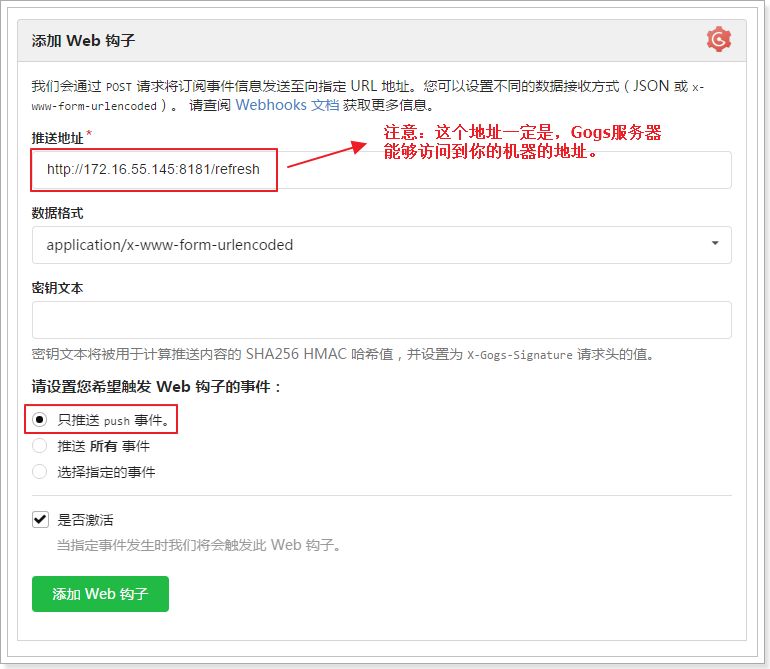 添加 Web 钩子
我们会通过 POST 请求将订阅事件信息发送至向指定 URL 地址。您可以设置不同的数据接收方式（JSON 或 x-
www-form-urlencoded）。 请查阅 Webhooks 文档 获取更多信息。
推送地址*
注意：这个地址一定是，Gogs服务器
能够访问到你的机器的地址。
http://172.16.55.145:8181/refresh
数据格式
application/x-www-form-urlencoded
密钥文本
密钥文本将被用于计算推送内容的 SHA256 HMAC 哈希值，并设置为 X-Gogs-Signature 请求头的值。
请设置您希望触发 Web 钩子的事件：
只推送 push 事件。
推送 所有 事件
选择指定的事件
是否激活
当指定事件发生时我们将会触发此 Web 钩子。
添加 Web 钩子